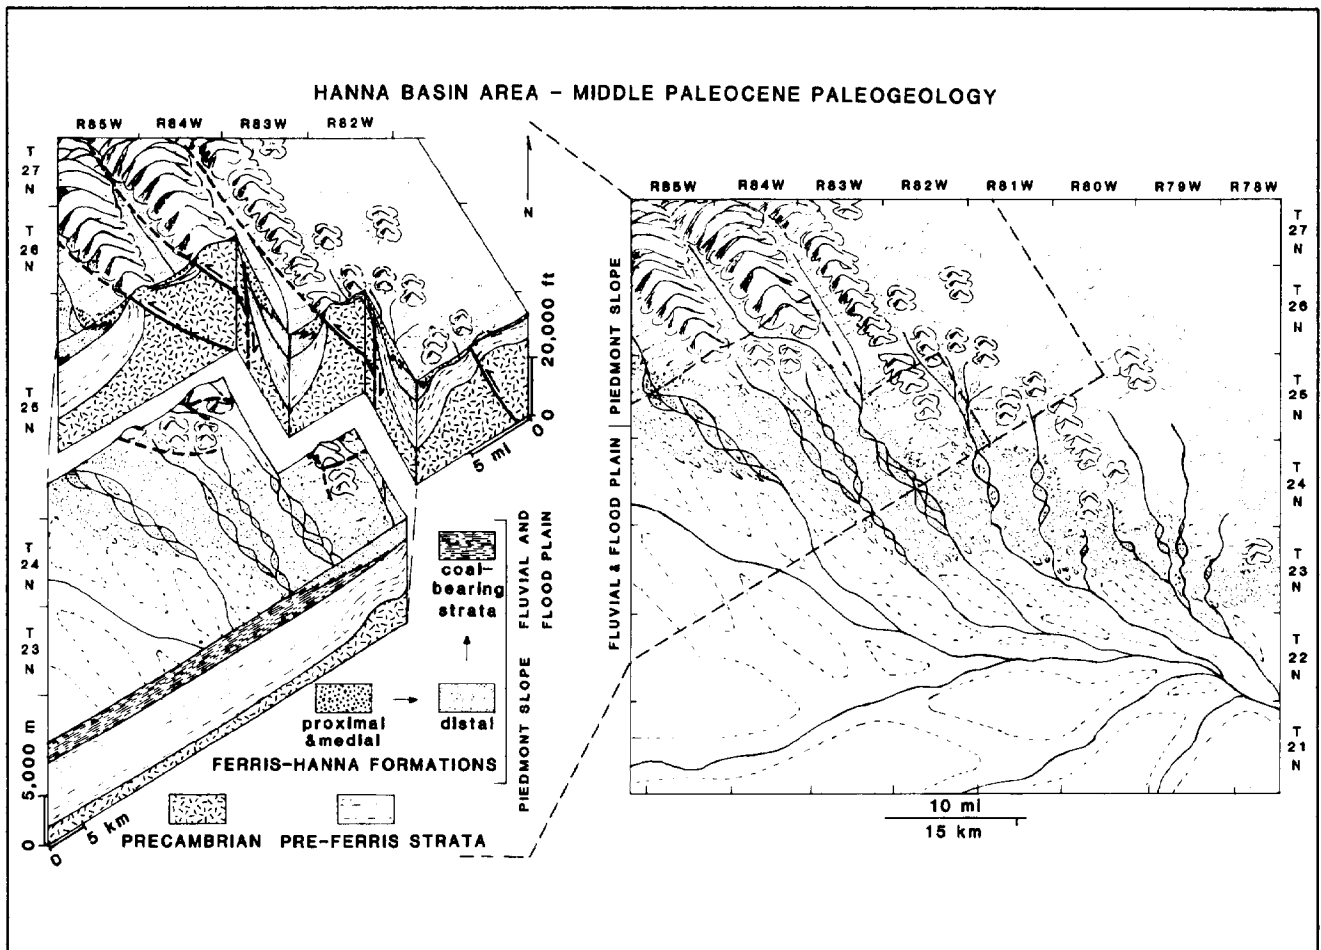 HANNA BASIN AREA – MIDDLE PALEOCENE PALEOGEOLOGY
R85W R84W R83W R82W
T
27
N
T
26
N
T
25
N
T
24
N
T
23
N
N
20,000 ft
0
5 mi
5,000 m
0
0
5 km
coal-
bearing
strata
proximal
&medial
distal
FERRIS-HANNA FORMATIONS
PIEDMONT SLOPE
FLUVIAL AND
FLOOD PLAIN
PRECAMBRIAN PRE-FERRIS STRATA
R85W R84W R83W R82W R81W R80W R79W R78W
FLUVIAL & FLOOD PLAIN
PIEDMONT SLOPE
T
27
N
T
26
N
T
25
N
T
24
N
T
23
N
T
22
N
T
21
N
10 mi
15 km